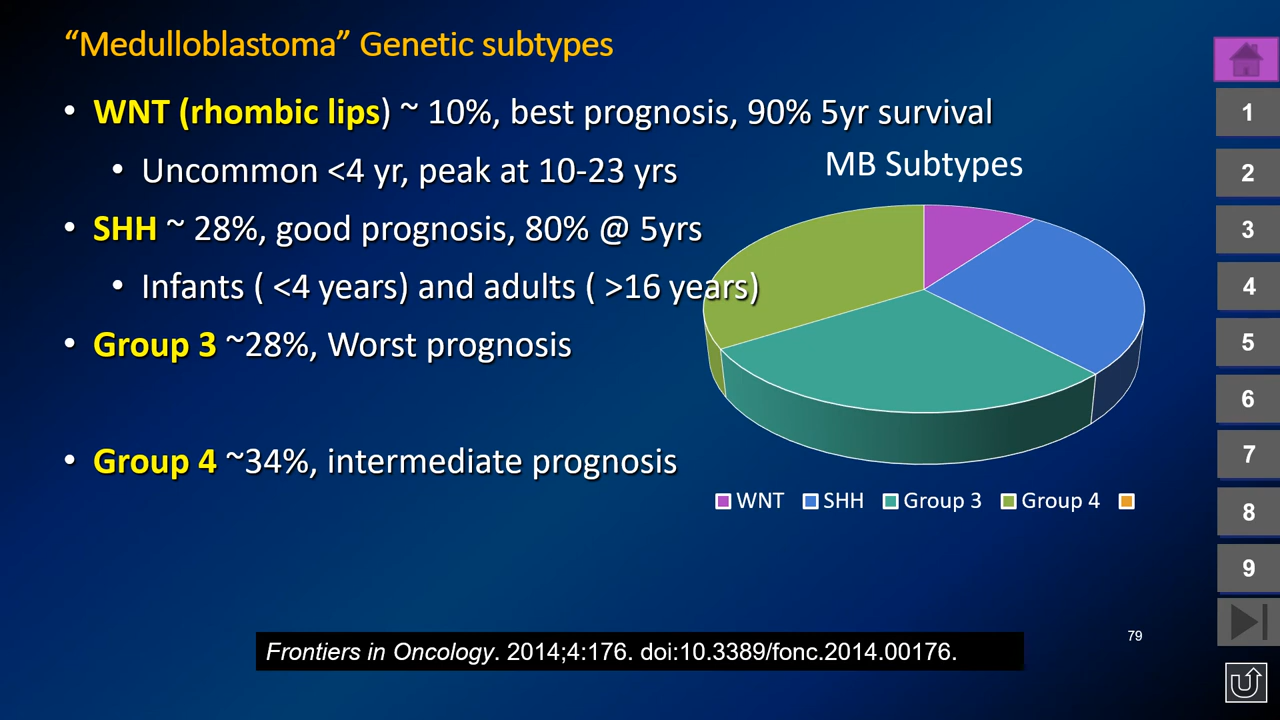 “Medulloblastoma” Genetic subtypes
• WNT (rhombic lips) ~ 10%, best prognosis, 90% 5yr survival
• Uncommon <4 yr, peak at 10-23 yrs
• SHH ~ 28%, good prognosis, 80% @ 5yrs
• Infants ( <4 years) and adults ( >16 years)
• Group 3 ~28%, Worst prognosis
• Group 4 ~34%, intermediate prognosis
MB Subtypes
WNT SHH Group 3 Group 4
Frontiers in Oncology. 2014;4:176. doi:10.3389/fonc.2014.00176.
79
1
2
3
4
5
6
7
8
9